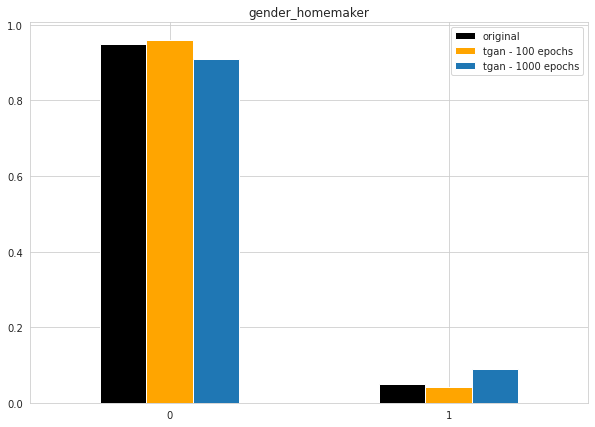 gender_homemaker
original
tgan - 100 epochs
tgan - 1000 epochs
1.0
0.8
0.6
0.4
0.2
0.0
0
1